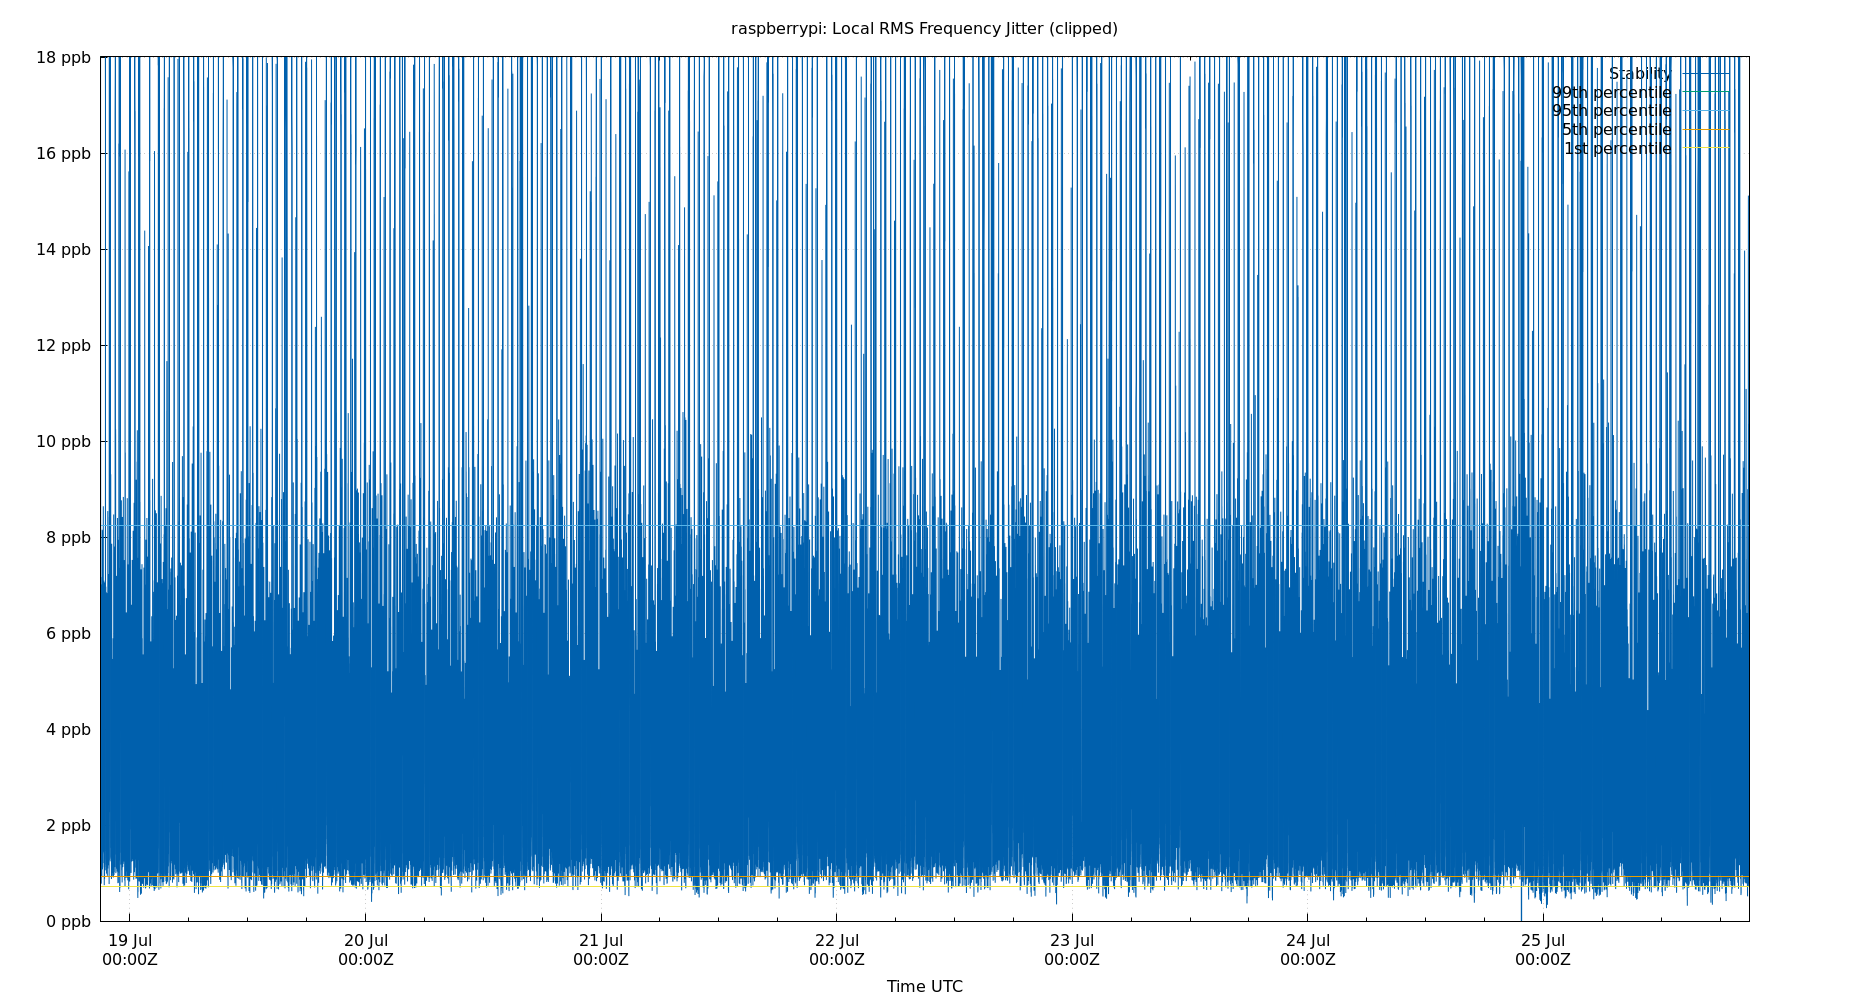 raspberrypi: Local RMS Frequency Jitter (clipped)
18 ppb
16 ppb
14 ppb
12 ppb
10 ppb
8 ppb
6 ppb
4 ppb
2 ppb
0 ppb
Stability
99th percentile
95th percentile
5th percentile
1st percentile
19 Jul
00:00Z
20 Jul
00:00Z
21 Jul
00:00Z
22 Jul
00:00Z
23 Jul
00:00Z
24 Jul
00:00Z
25 Jul
00:00Z
Time UTC